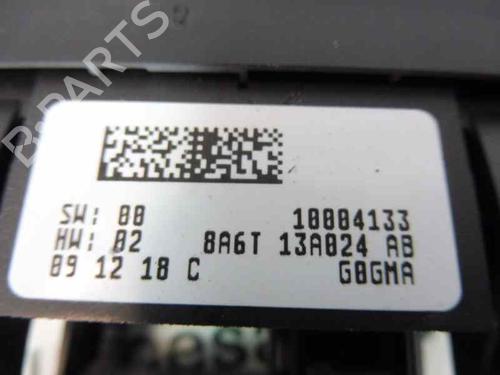 B-Parts
SW: 00 10004133
HW: 02 8A6T 13A024 AB
09 12 18 C G0GMA